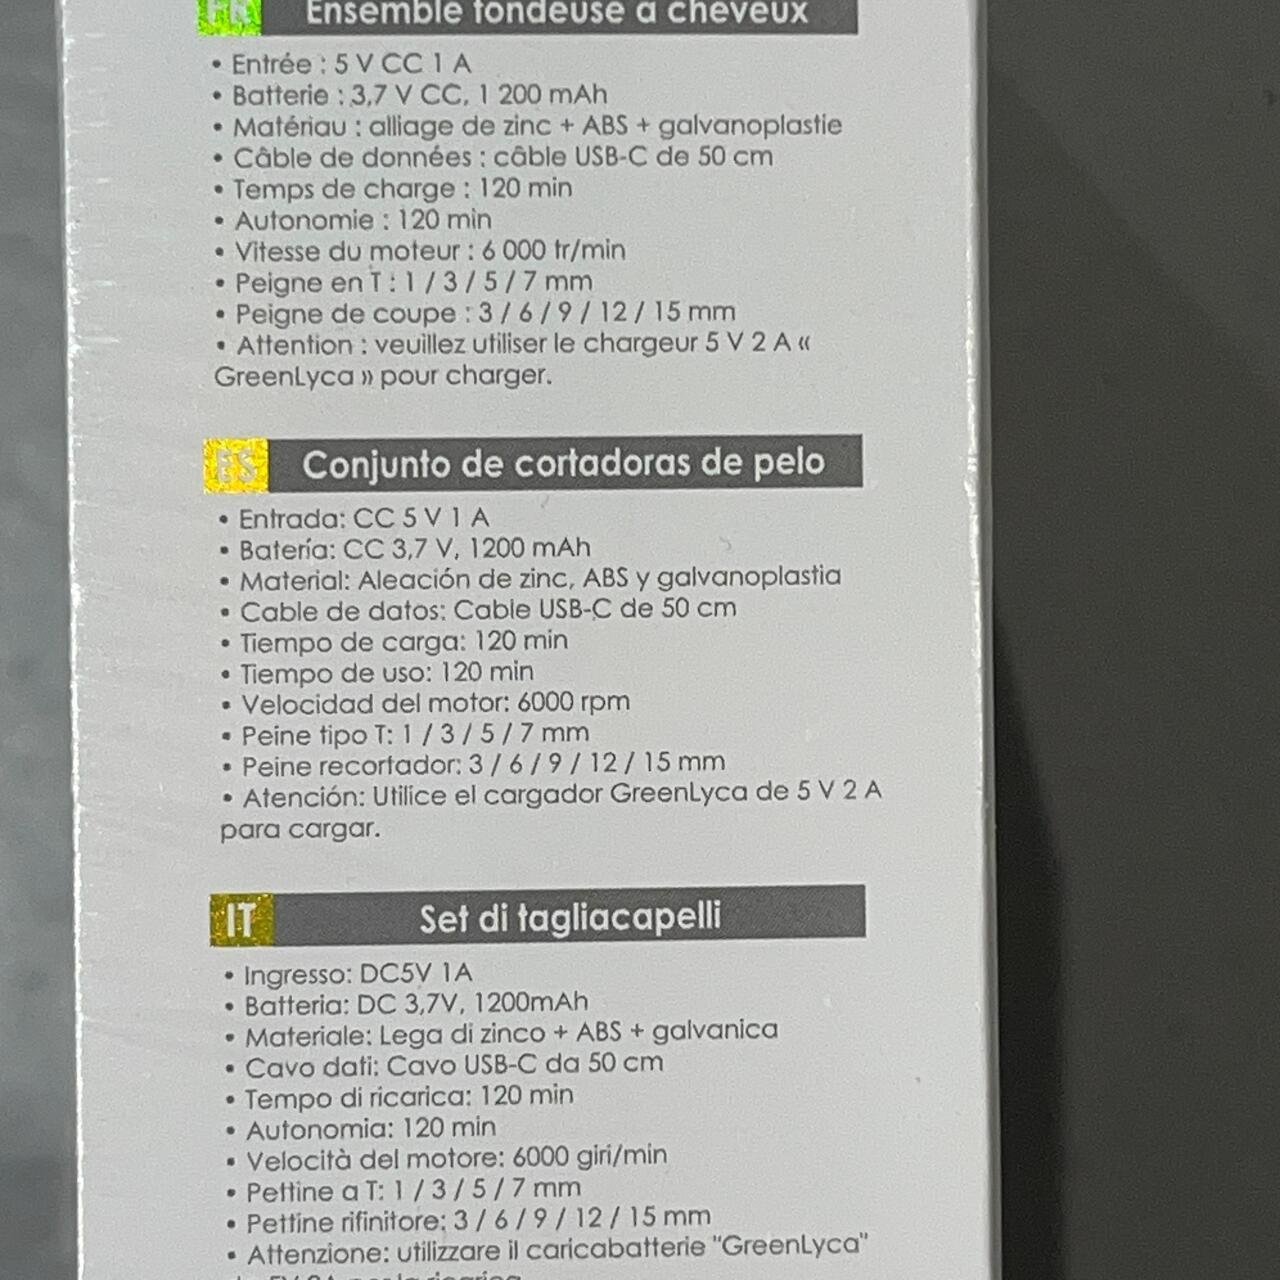 FR Ensemble tondeuse à cheveux
• Entrée : 5 V CC 1 A
• Batterie : 3,7 V CC, 1 200 mAh
• Matériau : alliage de zinc + ABS + galvanoplastie
• Câble de données : câble USB-C de 50 cm
• Temps de charge : 120 min
• Autonomie : 120 min
• Vitesse du moteur : 6 000 tr/min
• Peigne en T : 1 / 3 / 5 / 7 mm
• Peigne de coupe : 3 / 6 / 9 / 12 / 15 mm
• Attention : veuillez utiliser le chargeur 5 V 2 A «
GreenLyca » pour charger.
ES Conjunto de cortadoras de pelo
• Entrada: CC 5 V 1 A
• Batería: CC 3,7 V, 1200 mAh
• Material: Aleación de zinc, ABS y galvanoplastia
• Cable de datos: Cable USB-C de 50 cm
• Tiempo de carga: 120 min
• Tiempo de uso: 120 min
• Velocidad del motor: 6000 rpm
• Peine tipo T: 1 / 3 / 5 / 7 mm
• Peine recortador: 3 / 6 / 9 / 12 / 15 mm
• Atención: Utilice el cargador GreenLyca de 5 V 2 A
para cargar.
IT Set di tagliacapelli
• Ingresso: DC5V 1A
• Batteria: DC 3,7V, 1200mAh
• Materiale: Lega di zinco + ABS + galvanica
• Cavo dati: Cavo USB-C da 50 cm
• Tempo di ricarica: 120 min
• Autonomia: 120 min
• Velocità del motore: 6000 giri/min
• Pettine a T: 1 / 3 / 5 / 7 mm
• Pettine rifinitore: 3 / 6 / 9 / 12 / 15 mm
• Attenzione: utilizzare il caricabatterie "GreenLyca"